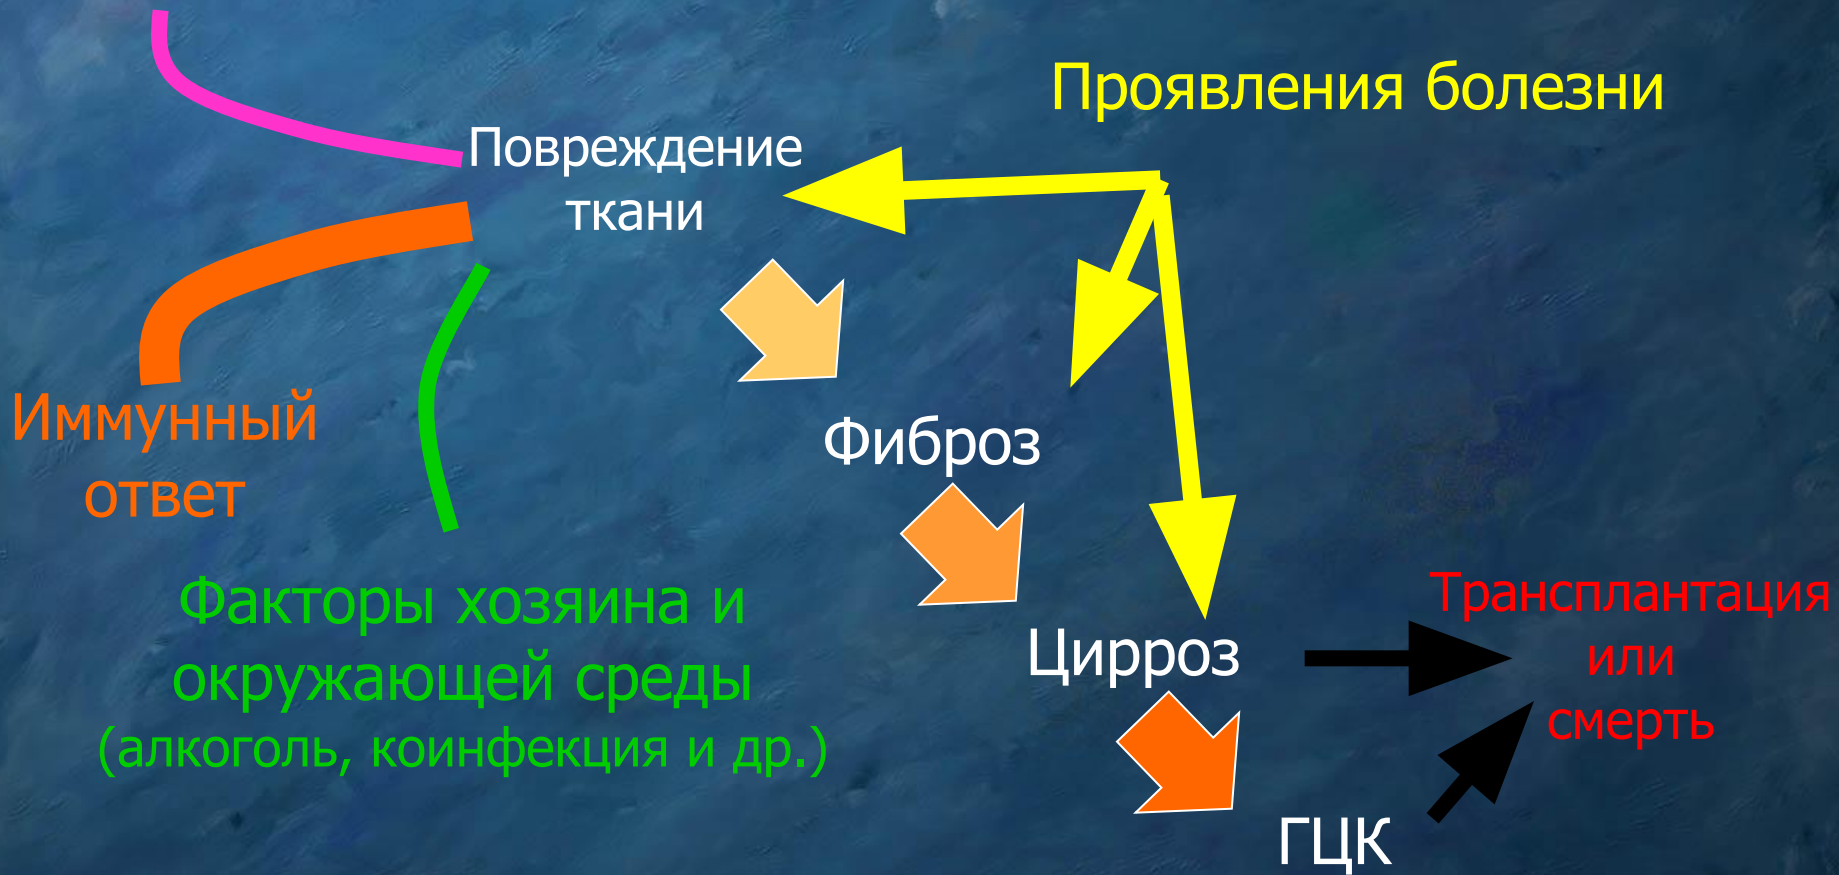 Проявления болезни
Повреждение
ткани
Иммунный
ответ
Фиброз
Факторы хозяина и
окружающей среды
(алкоголь, коинфекция и др.)
Цирроз
Трансплантация
или
смерть
ГЦК